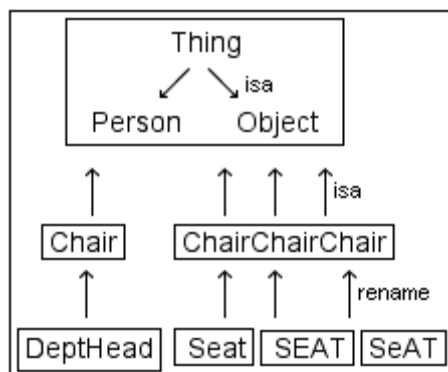 Thing
isa
Person Object
isa
Chair ChairChairChair
rename
DeptHead Seat SEAT SeAT